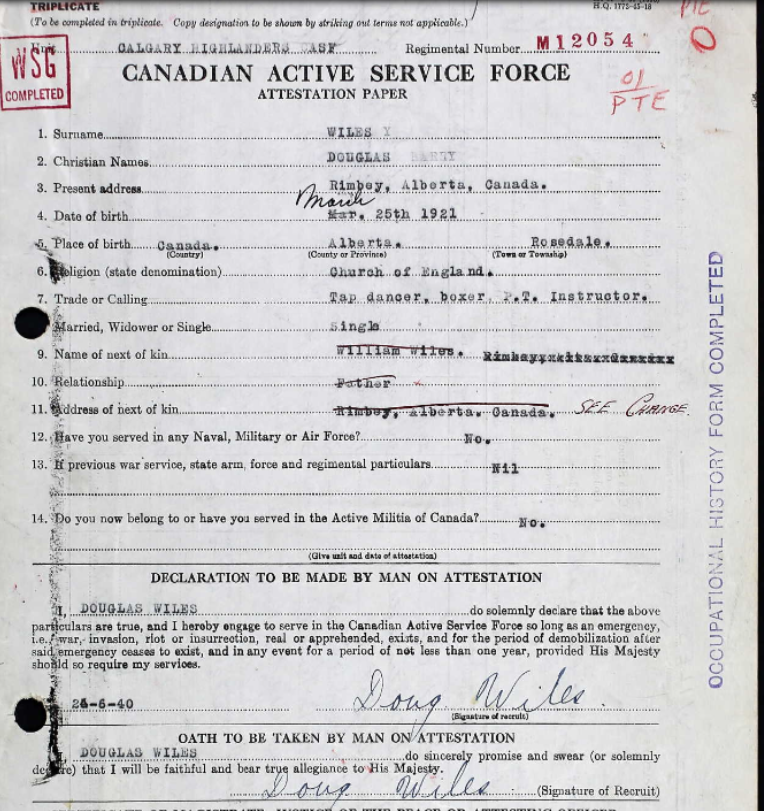 TRIPLICATE
H.Q. 1772-45-18
(To be completed in triplicate. Copy designation to be shown by striking out terms not applicable.)
PTE
O
Unit CALGARY HIGHLANDERS CASF Regimental Number M12054
WSG
COMPLETED
CANADIAN ACTIVE SERVICE FORCE
ATTESTATION PAPER
01
PTE
1. Surname WILES
2. Christian Names DOUGLAS
3. Present address Rimbey, Alberta, Canada.
March
4. Date of birth Mar. 25th 1921
5. Place of birth Canada. Alberta. Rosedale.
(Country) (County or Province) (Town or Township)
6. Religion (state denomination) Church of England.
7. Trade or Calling Tap dancer, boxer, P.T. Instructor.
Married, Widower or Single Single
9. Name of next of kin William Wiles.
10. Relationship Father
11. Address of next of kin Rimbey, Alberta. Canada. SEE CHANGE.
12. Have you served in any Naval, Military or Air Force? No.
13. If previous war service, state arm, force and regimental particulars Nil
14. Do you now belong to or have you served in the Active Militia of Canada? No.
(Give unit and date of attestation)
DECLARATION TO BE MADE BY MAN ON ATTESTATION
I, DOUGLAS WILES do solemnly declare that the above
particulars are true, and I hereby engage to serve in the Canadian Active Service Force so long as an emergency,
i.e., war, invasion, riot or insurrection, real or apprehended, exists, and for the period of demobilization after
said emergency ceases to exist, and in any event for a period of not less than one year, provided His Majesty
should so require my services.
-6-40 Doug Wiles.
(Signature of recruit)
OATH TO BE TAKEN BY MAN ON ATTESTATION
I, DOUGLAS WILES do sincerely promise and swear (or solemnly
declare) that I will be faithful and bear true allegiance to His Majesty.
Doug Wiles (Signature of Recruit)
OCCUPATIONAL HISTORY FORM COMPLETED